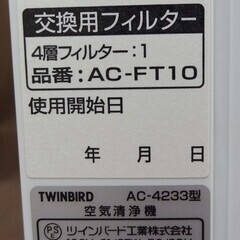 交換用フィルター
4層フィルター:1
品番:AC-FT10
使用開始日
年 月 日
TWINBIRD AC-4233型
空気清浄機
PS ツインバード工業株式会社